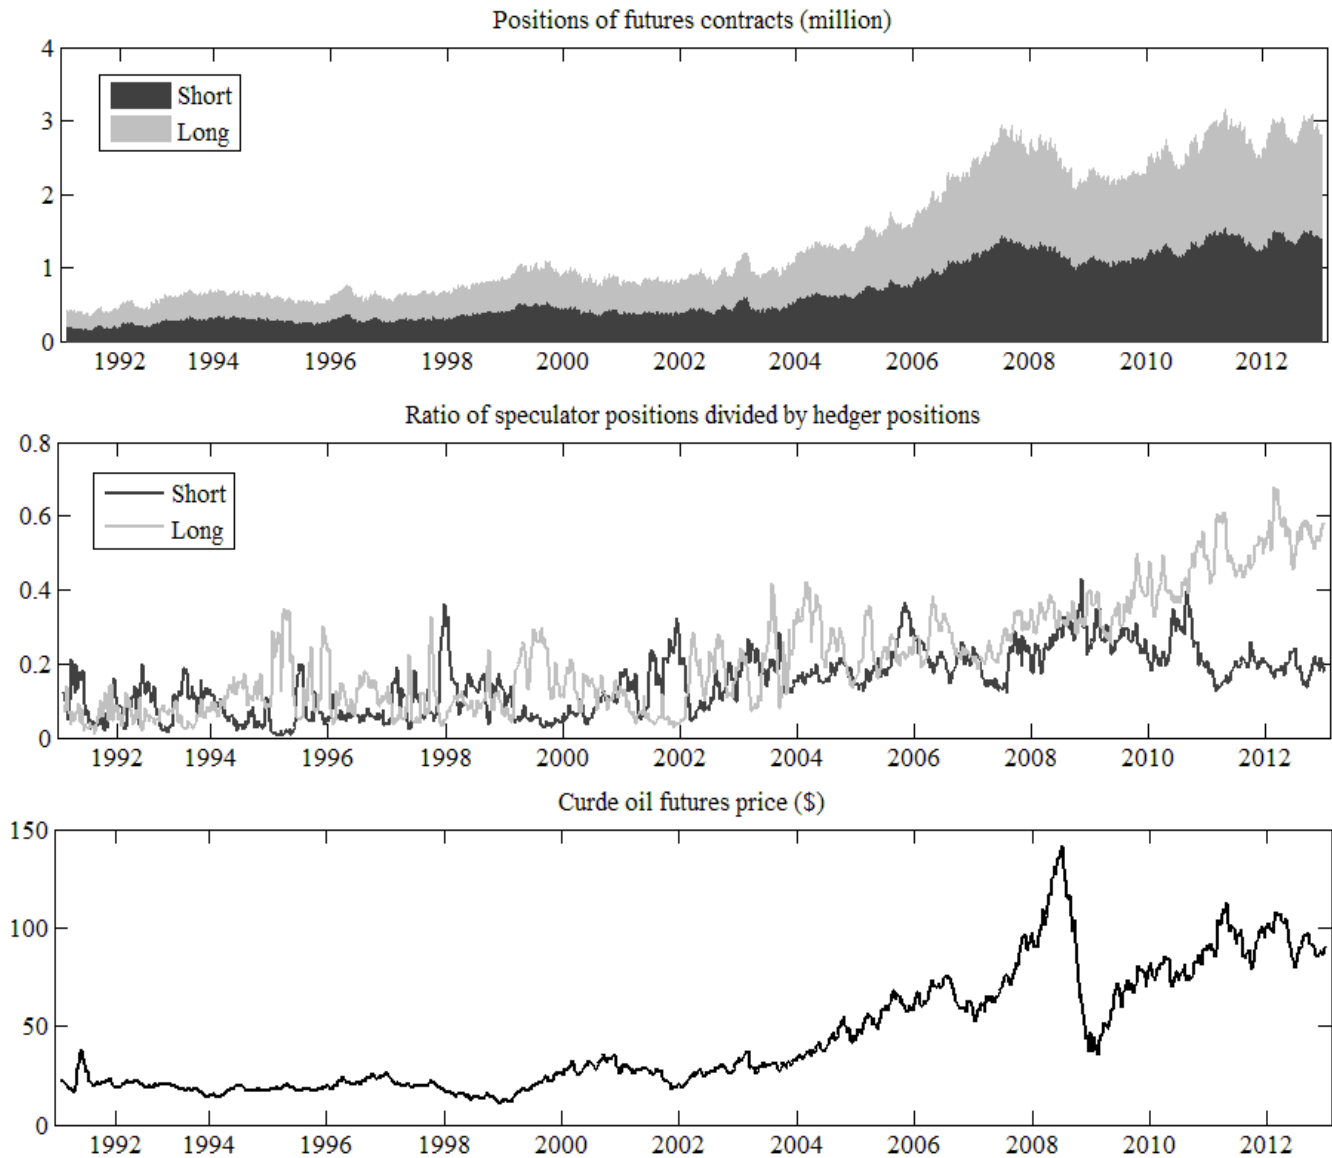 Positions of futures contracts (million)
4
3
2
1
0
Short
Long
1992 1994 1996 1998 2000 2002 2004 2006 2008 2010 2012
Ratio of speculator positions divided by hedger positions
0.8
0.6
0.4
0.2
0
Short
Long
1992 1994 1996 1998 2000 2002 2004 2006 2008 2010 2012
Curde oil futures price ($)
150
100
50
0
1992 1994 1996 1998 2000 2002 2004 2006 2008 2010 2012